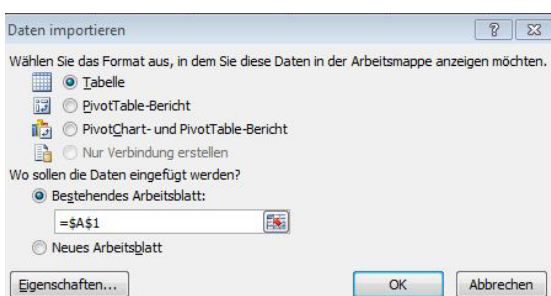 Daten importieren
Wählen Sie das Format aus, in dem Sie diese Daten in der Arbeitsmappe anzeigen möchten.
Tabelle
PivotTable-Bericht
PivotChart- und PivotTable-Bericht
Nur Verbindung erstellen
Wo sollen die Daten eingefügt werden?
Bestehendes Arbeitsblatt:
=$A$1
Neues Arbeitsblatt
Eigenschaften... OK Abbrechen